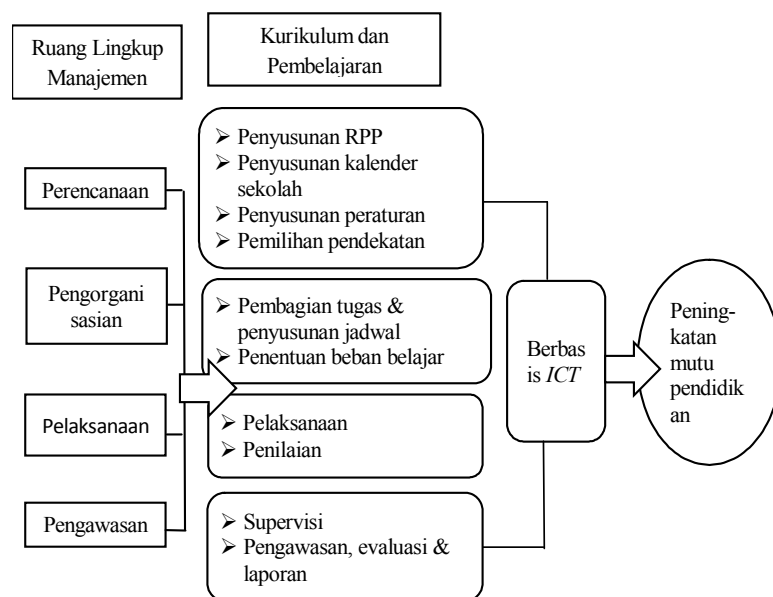 Ruang Lingkup
Manajemen
Kurikulum dan
Pembelajaran
Perencanaan
Pengorgani
sasian
Pelaksanaan
Pengawasan
➢ Penyusunan RPP
➢ Penyusunan kalender
sekolah
➢ Penyusunan peraturan
➢ Pemilihan pendekatan
➢ Pembagian tugas &
penyusunan jadwal
➢ Penentuan beban belajar
➢ Pelaksanaan
➢ Penilaian
➢ Supervisi
➢ Pengawasan, evaluasi &
laporan
Berbas
is ICT
Pening-
katan
mutu
pendidik
an